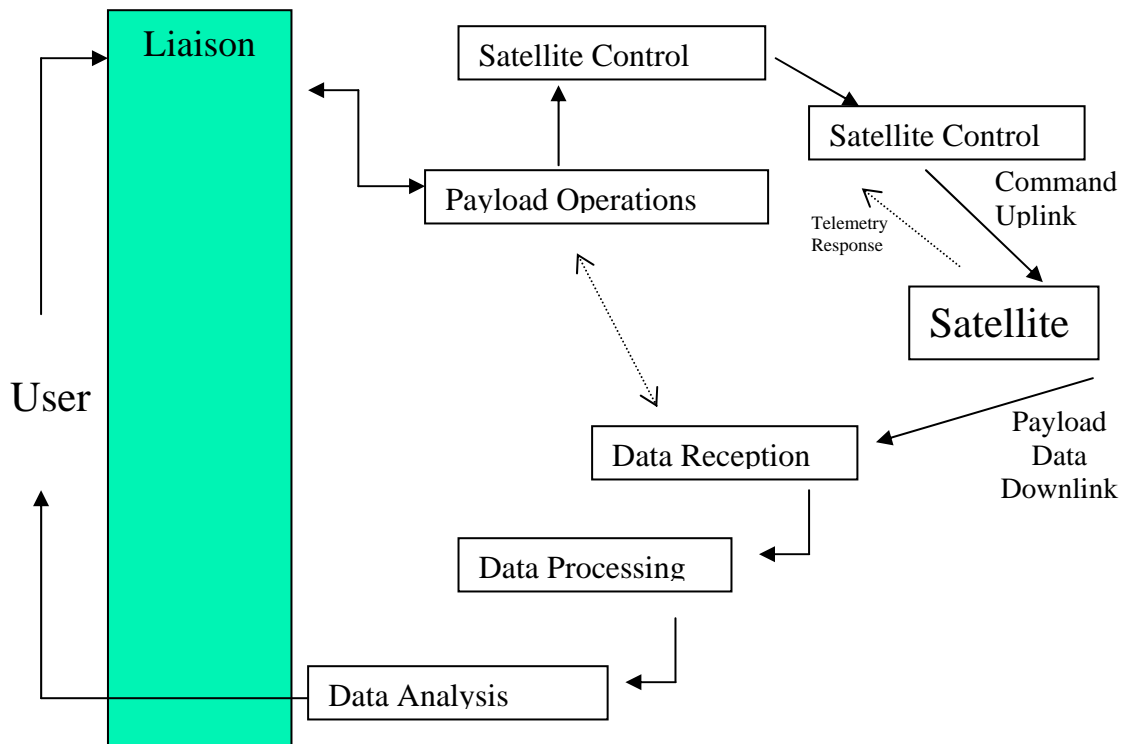 Liaison
Satellite Control
Satellite Control
Payload Operations
Command
Uplink
Telemetry
Response
Satellite
User
Data Reception
Payload
Data
Downlink
Data Processing
Data Analysis